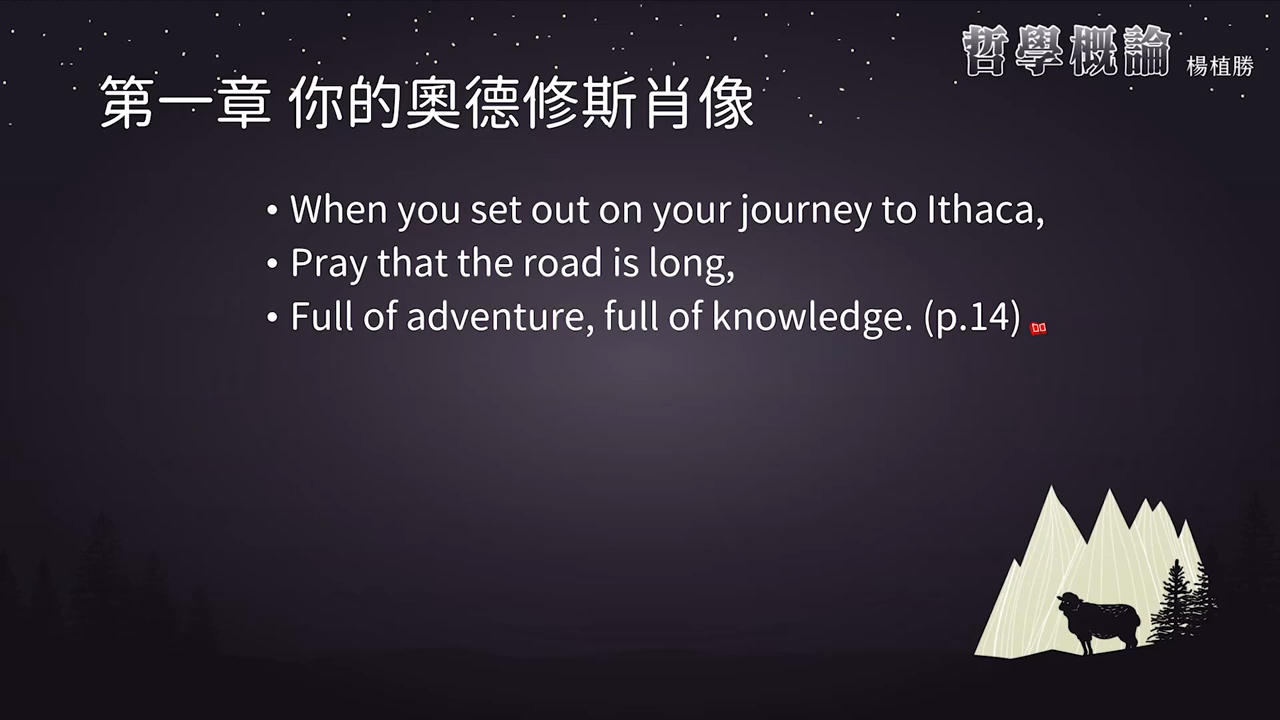 哲學概論 楊植勝
第一章 你的奧德修斯肖像
• When you set out on your journey to Ithaca,
• Pray that the road is long,
• Full of adventure, full of knowledge. (p.14)